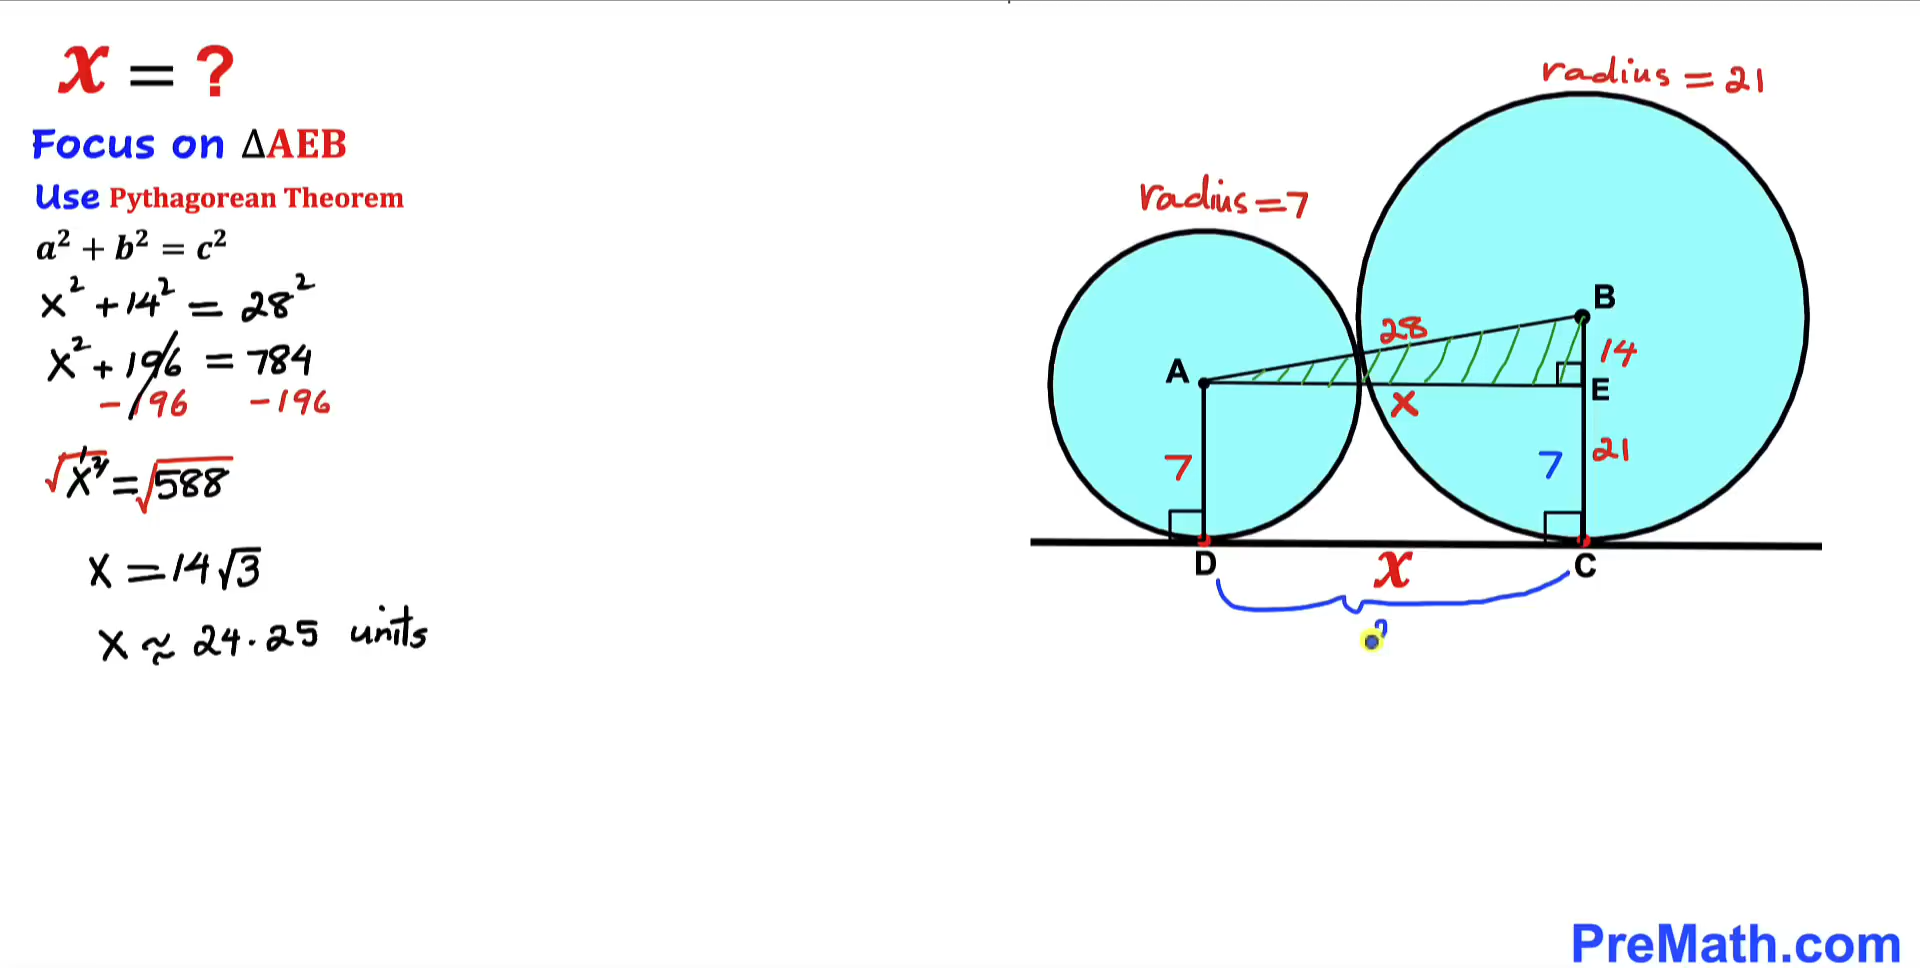 x = ?
Focus on ΔAEB
Use Pythagorean Theorem
a² + b² = c²
x² + 14² = 28²
x² + 196 = 784
-196 -196
√x² = √588
x = 14√3
x ≈ 24.25 units
radius = 21
radius = 7
B
28
14
A
E
x
7
7
21
D
x
C
?
PreMath.com